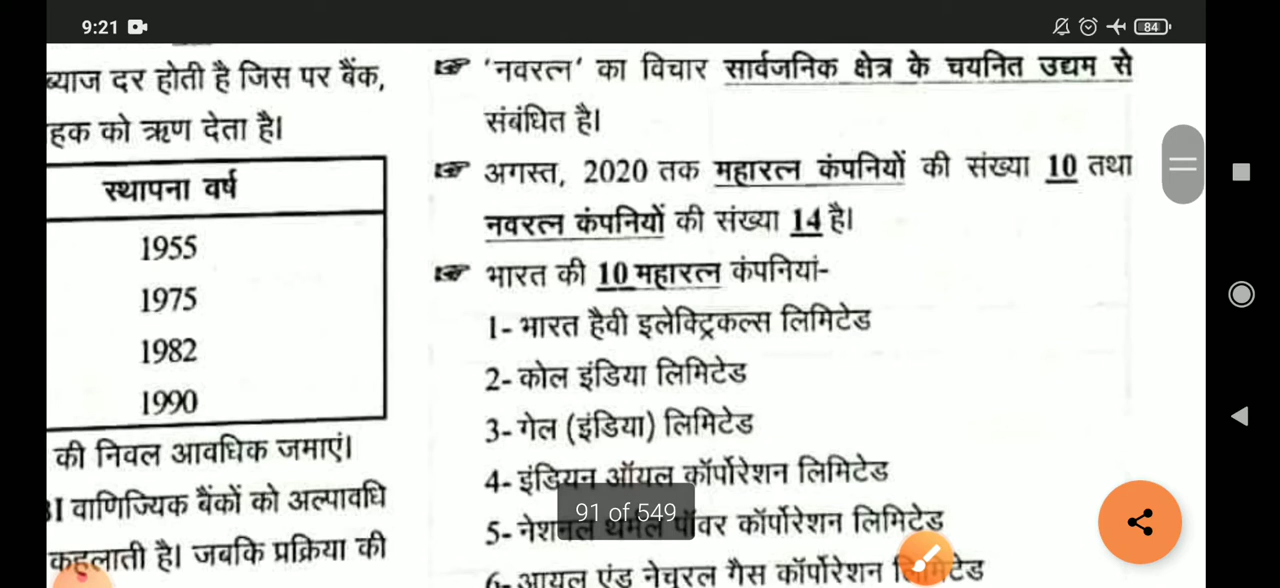 9:21
84
ब्याज दर होती है जिस पर बैंक,
हक को ऋण देता है।
स्थापना वर्ष
1955
1975
1982
1990
की निवल आवधिक जमाएं।
वाणिज्यिक बैंकों को अल्पावधि
कहलाती है। जबकि प्रक्रिया की
'नवरत्न' का विचार सार्वजनिक क्षेत्र के चयनित उद्यम से
संबंधित है।
अगस्त, 2020 तक महारत्न कंपनियों की संख्या 10 तथा
नवरत्न कंपनियों की संख्या 14 है।
भारत की 10 महारत्न कंपनियां-
1- भारत हैवी इलेक्ट्रिकल्स लिमिटेड
2- कोल इंडिया लिमिटेड
3- गेल (इंडिया) लिमिटेड
4- इंडियन ऑयल कॉर्पोरेशन लिमिटेड
5- नेशनल थर्मल पॉवर कॉर्पोरेशन लिमिटेड
6- आयल एंड नेचुरल गैस कॉर्पोरेशन लिमिटेड
91 of 549